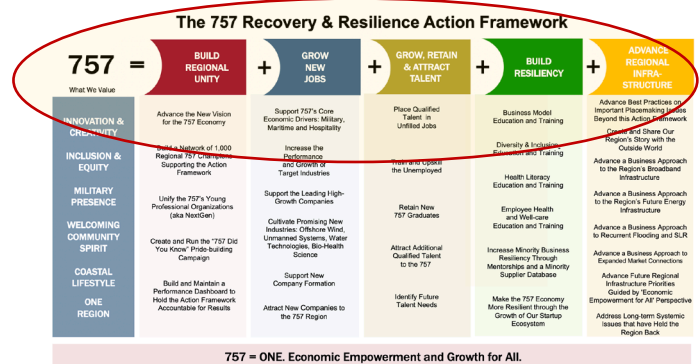 The 757 Recovery & Resilience Action Framework
757 =
What We Value
BUILD
REGIONAL
UNITY
+
GROW
NEW
JOBS
+
GROW, RETAIN
& ATTRACT
TALENT
+
BUILD
RESILIENCY
+
ADVANCE
REGIONAL
INFRA-
STRUCTURE
INNOVATION &
CREATIVITY
INCLUSION &
EQUITY
MILITARY
PRESENCE
WELCOMING
COMMUNITY
SPIRIT
COASTAL
LIFESTYLE
ONE
REGION
Advance the New Vision
for the 757 Economy
Build a Network of 1,000
Regional 757 Champions
Supporting the Action
Framework
Unify the 757's Young
Professional Organizations
(aka NextGen)
Create and Run the "757 Did
You Know" Pride-building
Campaign
Build and Maintain a
Performance Dashboard to
Hold the Action Framework
Accountable for Results
Support 757's Core
Economic Drivers: Military,
Maritime and Hospitality
Increase the
Performance
and Growth of
Target Industries
Support the Leading High-
Growth Companies
Cultivate Promising New
Industries: Offshore Wind,
Unmanned Systems, Water
Technologies, Bio-Health
Science
Support New
Company Formation
Attract New Companies to
the 757 Region
Place Qualified
Talent in
Unfilled Jobs
Train and Upskill
the Unemployed
Retain New
757 Graduates
Attract Additional
Qualified Talent
to the 757
Identify Future
Talent Needs
Business Model
Education and Training
Diversity & Inclusion
Education and Training
Health Literacy
Education and Training
Employee Health
and Well-care
Education and Training
Increase Minority Business
Resiliency Through
Mentorships and a Minority
Supplier Database
Make the 757 Economy
More Resilient through the
Growth of Our Startup
Ecosystem
Advance Best Practices on
Important Placemaking Issues
Beyond this Action Framework
Create and Share Our
Region's Story with the
Outside World
Advance a Business Approach
to the Region's Broadband
Infrastructure
Advance a Business Approach
to the Region's Future Energy
Infrastructure
Advance a Business Approach
to Recurrent Flooding and SLR
Advance a Business Approach to
Expanded Market Connections
Advance Future Regional
Infrastructure Priorities
Guided by 'Economic
Empowerment for All' Perspective
Address Long-term Systemic
Issues that have Held the
Region Back
757 = ONE. Economic Empowerment and Growth for All.